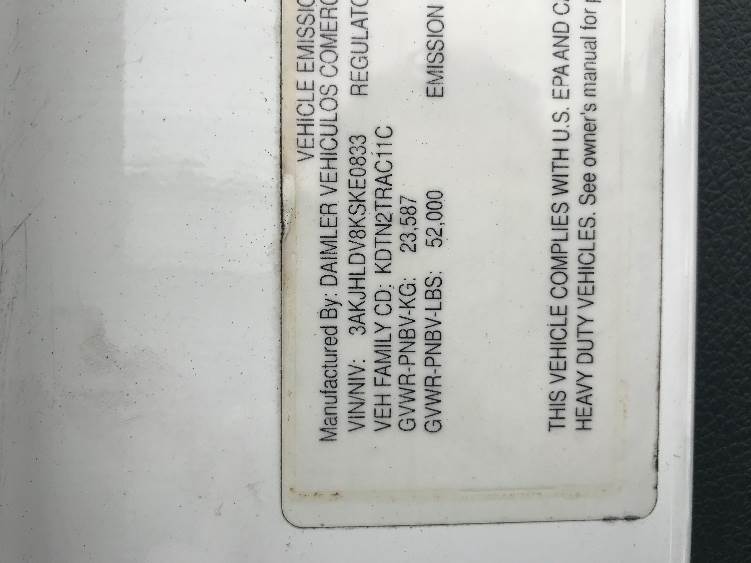 VEHICLE EMISSIO
Manufactured By: DAIMLER VEHICULOS COMERC
VIN/NIV: 3AKJHLDV8KSKE0833 REGULATO
VEH FAMILY CD: KDTN2TRAC11C
GVWR-PNBV-KG: 23,587
GVWR-PNBV-LBS: 52,000 EMISSION
THIS VEHICLE COMPLIES WITH U.S. EPA AND CA
HEAVY DUTY VEHICLES. See owner's manual for